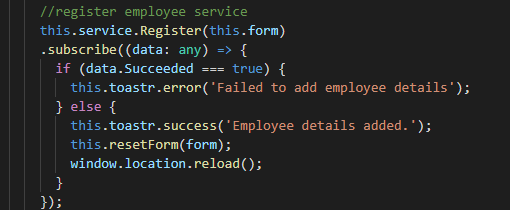 //register employee service
this.service.Register(this.form)
.subscribe((data: any) => {
if (data.Succeeded === true) {
this.toastr.error('Failed to add employee details');
} else {
this.toastr.success('Employee details added.');
this.resetForm(form);
window.location.reload();
}
});